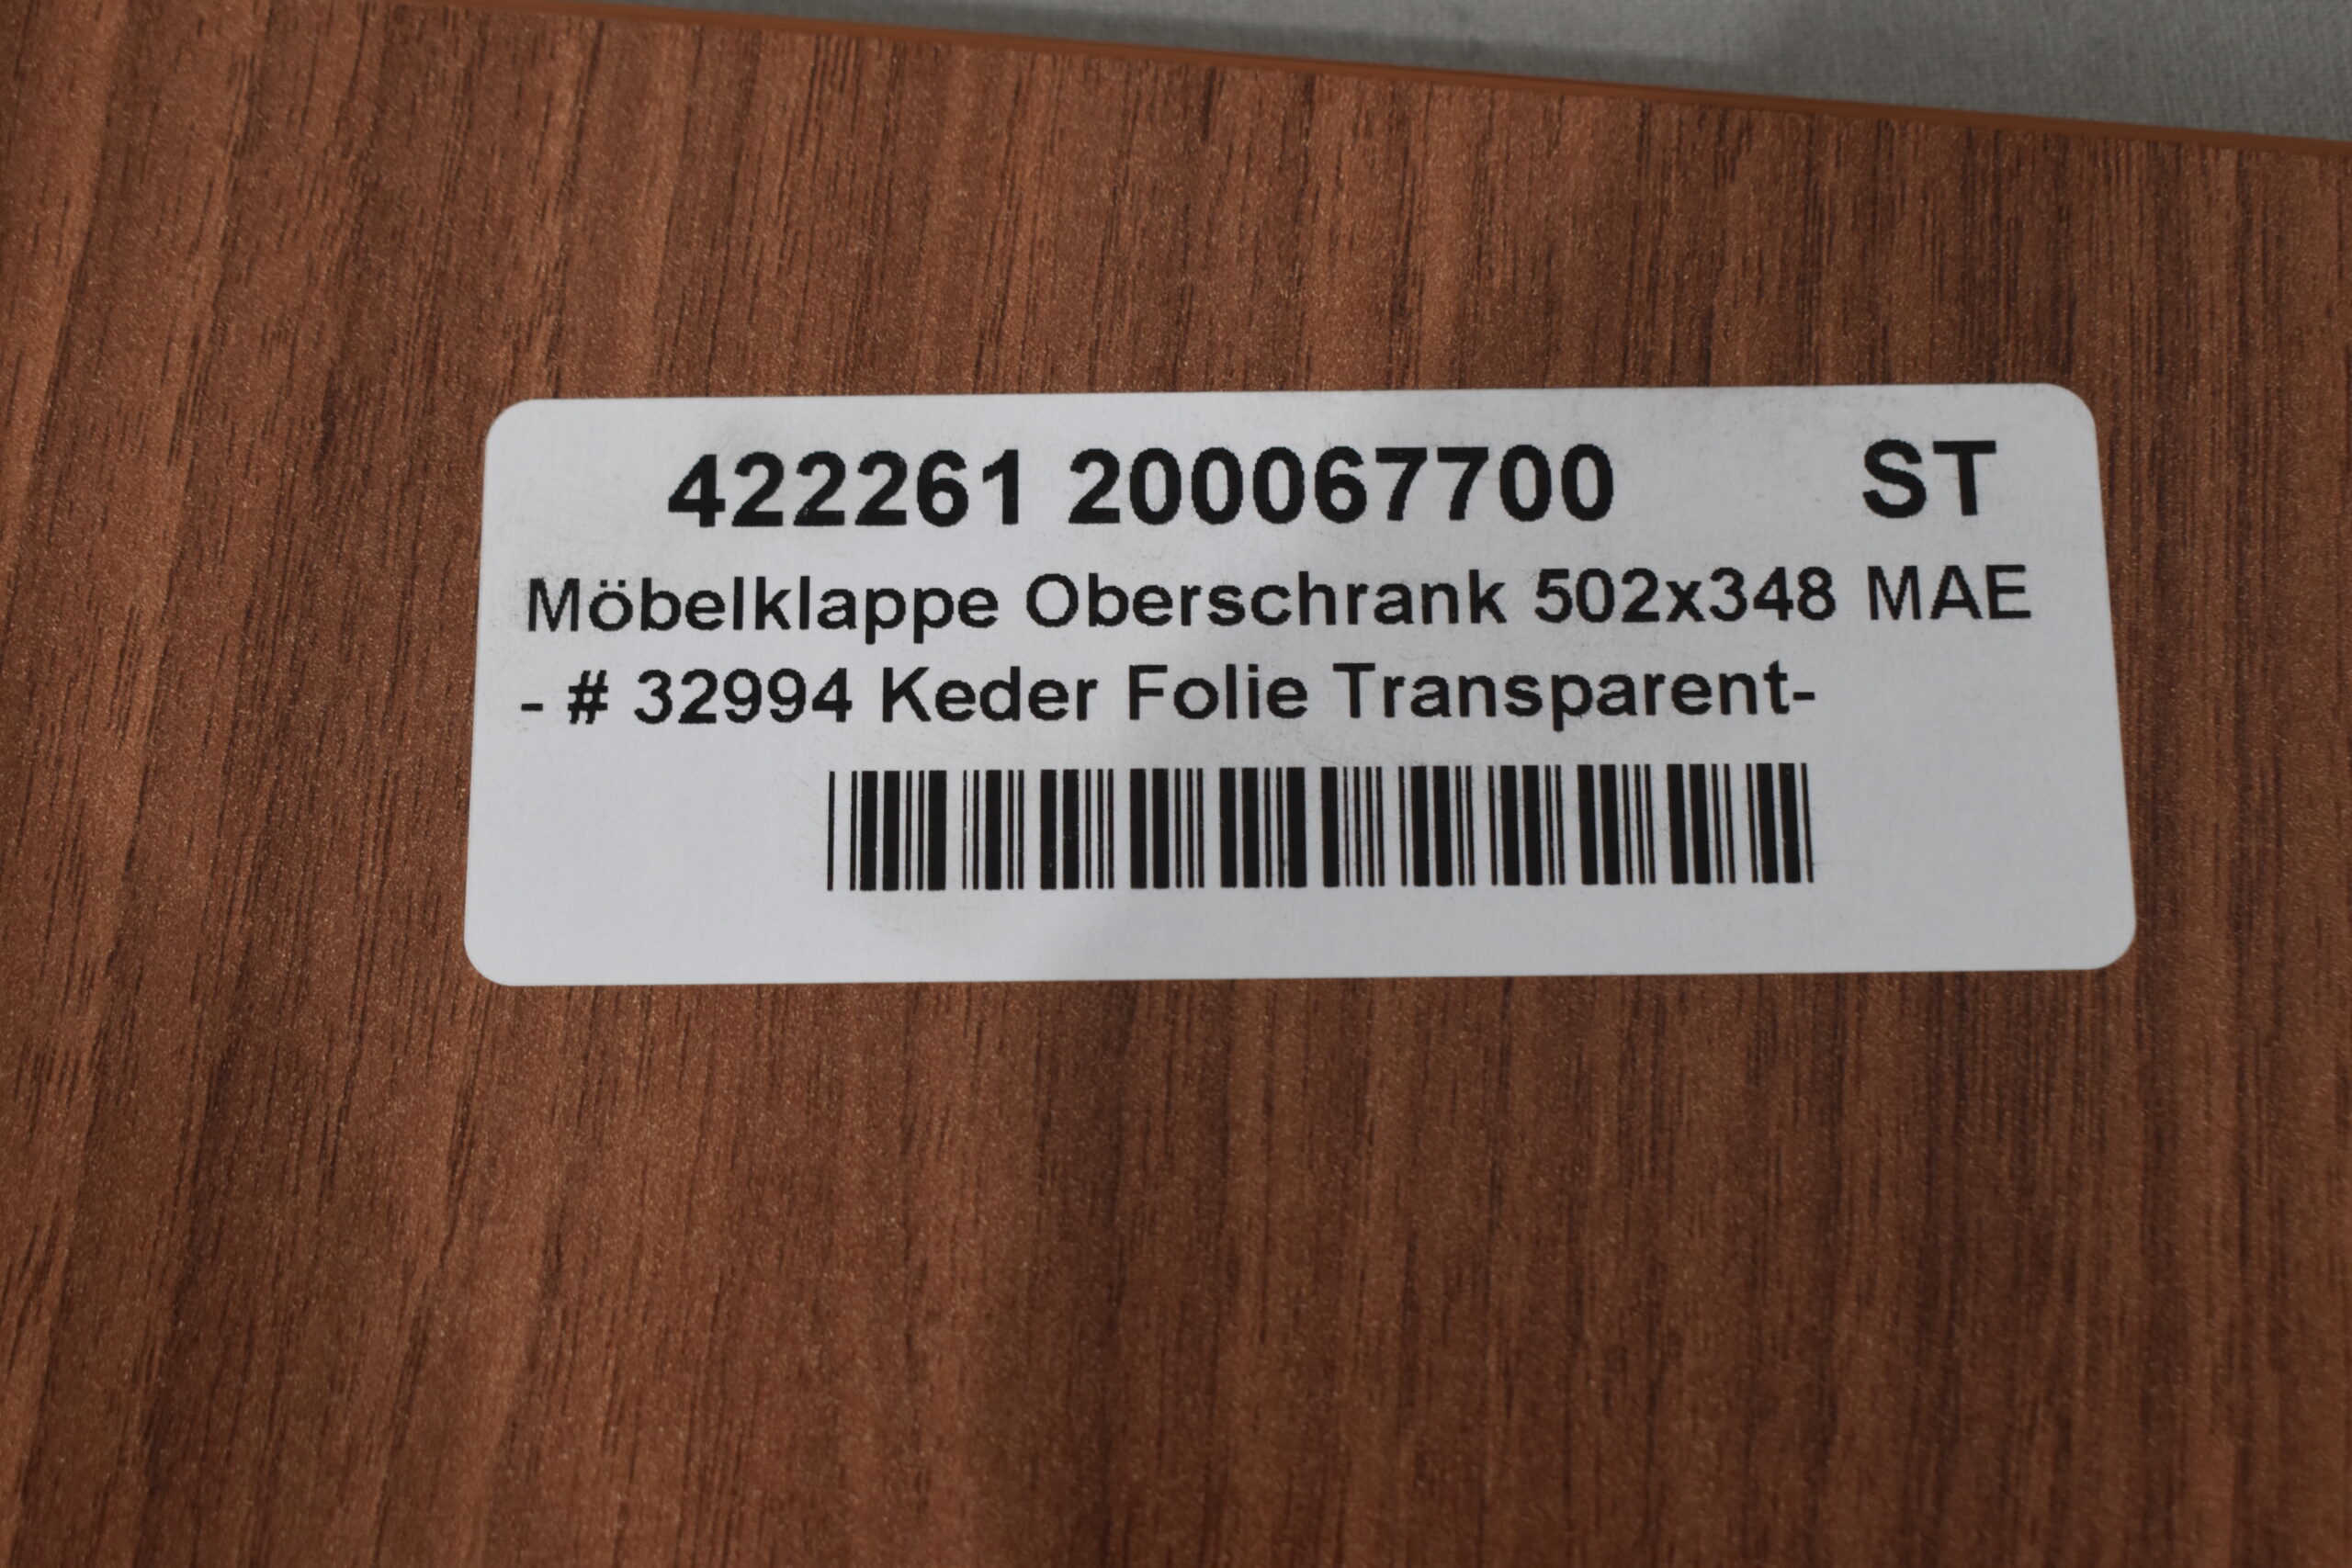 422261 200067700 ST
Möbelklappe Oberschrank 502x348 MAE
- # 32994 Keder Folie Transparent-